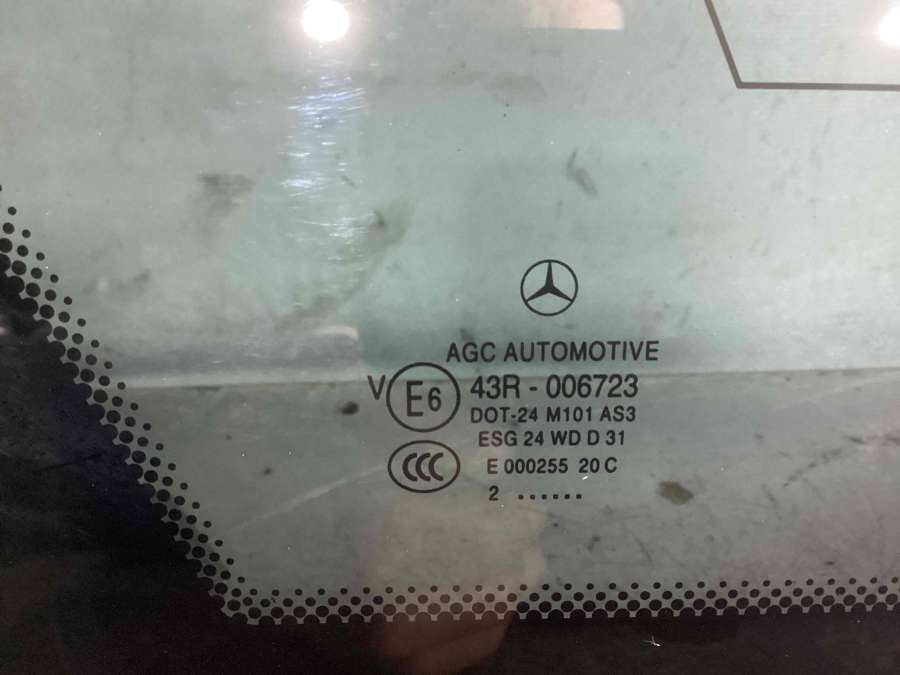 AGC AUTOMOTIVE
V E6 43R - 006723
DOT-24 M101 AS3
ESG 24 WD D 31
CCC E 000255 20 C
2 ......